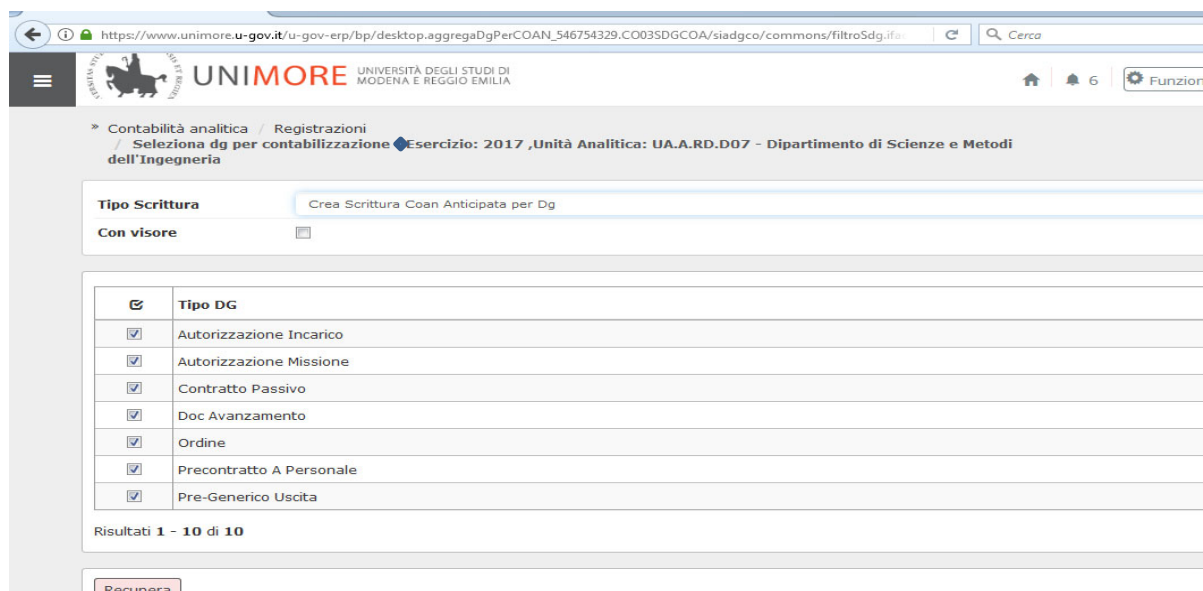 https://www.unimore.u-gov.it/u-gov-erp/bp/desktop.aggregaDgPerCOAN_546754329.CO03SDGCOA/siadgco/commons/filtroSdg.ifa
Cerca
UNIMORE UNIVERSITÀ DEGLI STUDI DI
MODENA E REGGIO EMILIA
6
Funzion
» Contabilità analitica / Registrazioni
/ Seleziona dg per contabilizzazione Esercizio: 2017 ,Unità Analitica: UA.A.RD.D07 - Dipartimento di Scienze e Metodi
dell'Ingegneria
Tipo Scrittura Crea Scrittura Coan Anticipata per Dg
Con visore
Tipo DG
Autorizzazione Incarico
Autorizzazione Missione
Contratto Passivo
Doc Avanzamento
Ordine
Precontratto A Personale
Pre-Generico Uscita
Risultati 1 - 10 di 10
Recupera